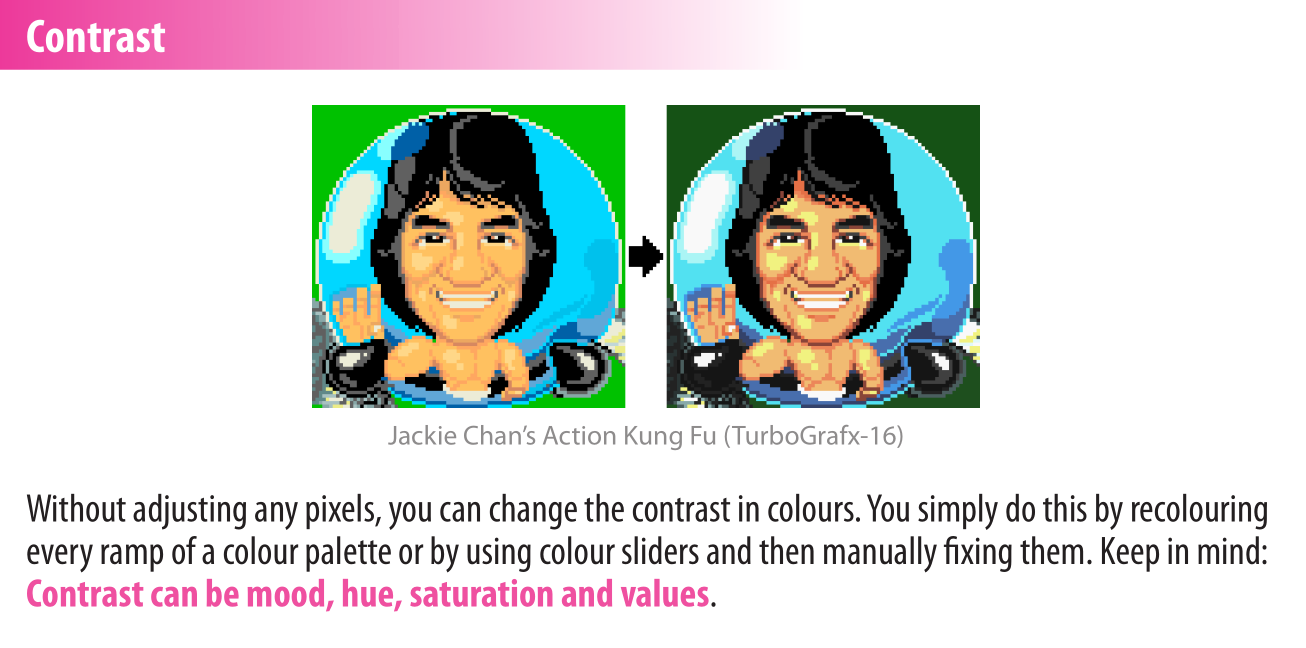 Contrast
Jackie Chan’s Action Kung Fu (TurboGrafx-16)
Without adjusting any pixels, you can change the contrast in colours. You simply do this by recolouring
every ramp of a colour palette or by using colour sliders and then manually fixing them. Keep in mind:
Contrast can be mood, hue, saturation and values.